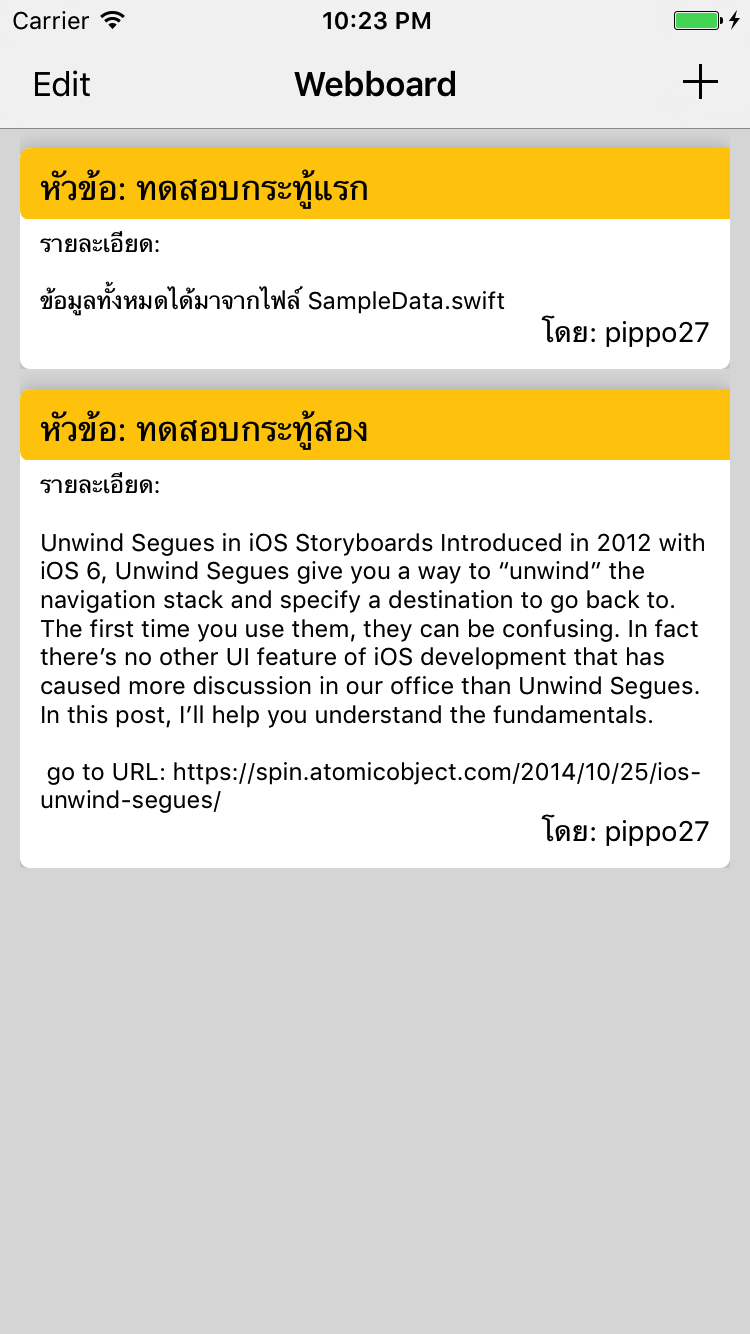 Carrier 10:23 PM
Edit Webboard +
หัวข้อ: ทดสอบกระทู้แรก
รายละเอียด:
ข้อมูลทั้งหมดได้มาจากไฟล์ SampleData.swift
โดย: pippo27
หัวข้อ: ทดสอบกระทู้สอง
รายละเอียด:
Unwind Segues in iOS Storyboards Introduced in 2012 with
iOS 6, Unwind Segues give you a way to “unwind” the
navigation stack and specify a destination to go back to.
The first time you use them, they can be confusing. In fact
there’s no other UI feature of iOS development that has
caused more discussion in our office than Unwind Segues.
In this post, I’ll help you understand the fundamentals.
go to URL: https://spin.atomicobject.com/2014/10/25/ios-
unwind-segues/
โดย: pippo27